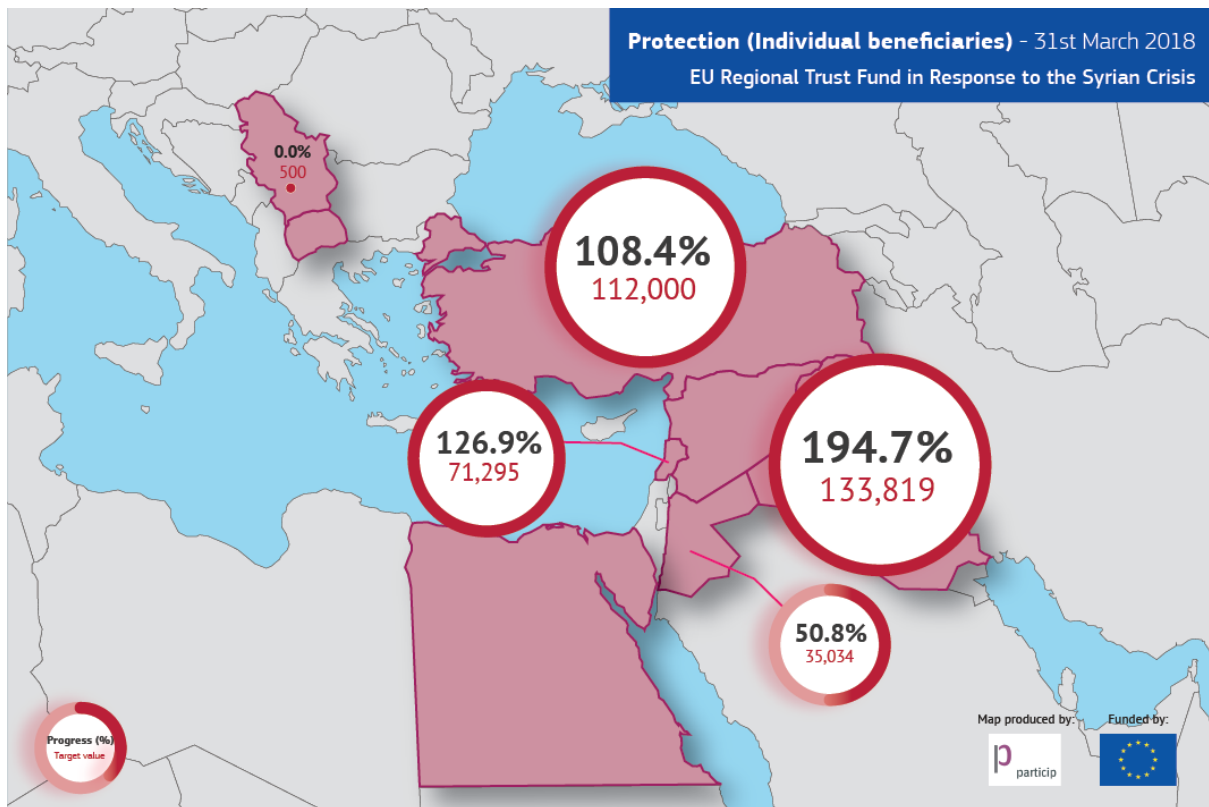 Protection (Individual beneficiaries) - 31st March 2018
EU Regional Trust Fund in Response to the Syrian Crisis
0.0%
500
108.4%
112,000
126.9%
71,295
194.7%
133,819
50.8%
35,034
Progress (%)
Target value
Map produced by:
Funded by:
p
particip